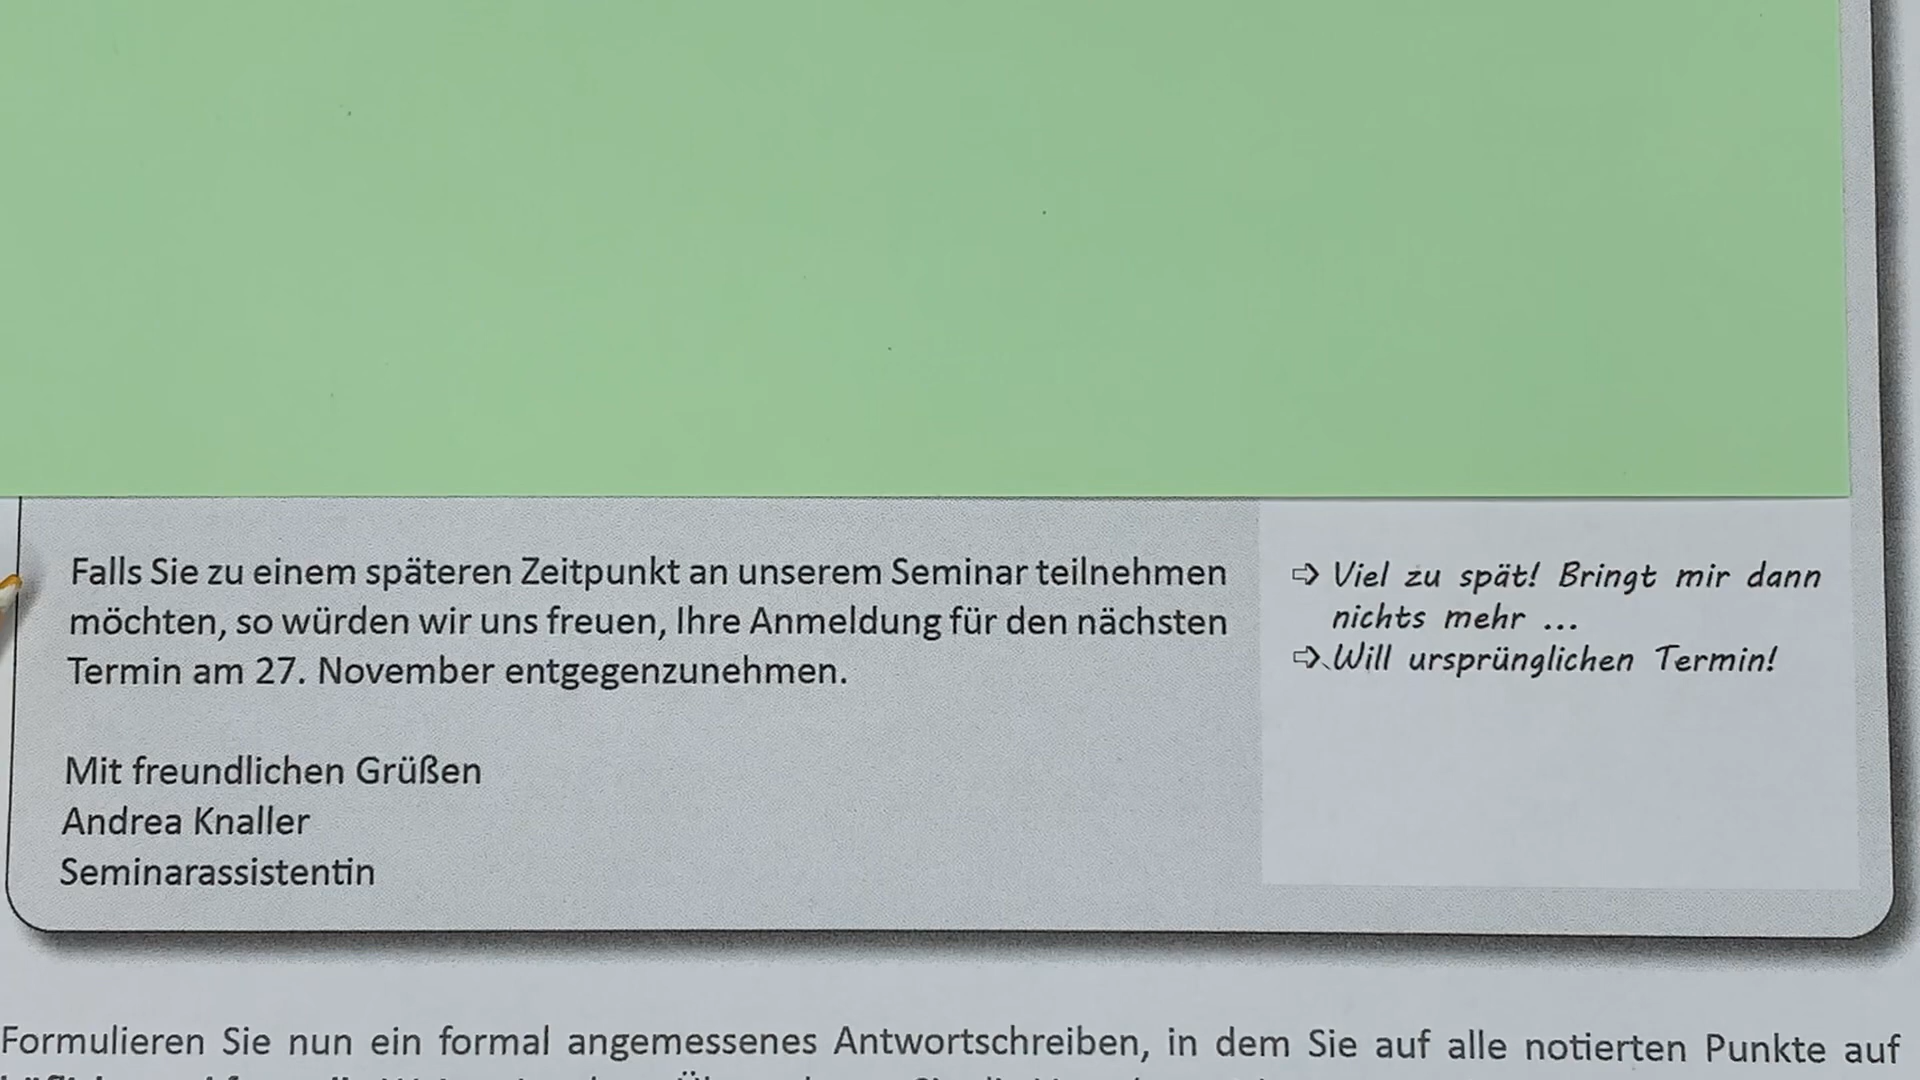 Falls Sie zu einem späteren Zeitpunkt an unserem Seminar teilnehmen
möchten, so würden wir uns freuen, Ihre Anmeldung für den nächsten
Termin am 27. November entgegenzunehmen.
Mit freundlichen Grüßen
Andrea Knaller
Seminarassistentin
⇨ Viel zu spät! Bringt mir dann
nichts mehr ...
⇨ Will ursprünglichen Termin!
Formulieren Sie nun ein formal angemessenes Antwortschreiben, in dem Sie auf alle notierten Punkte auf